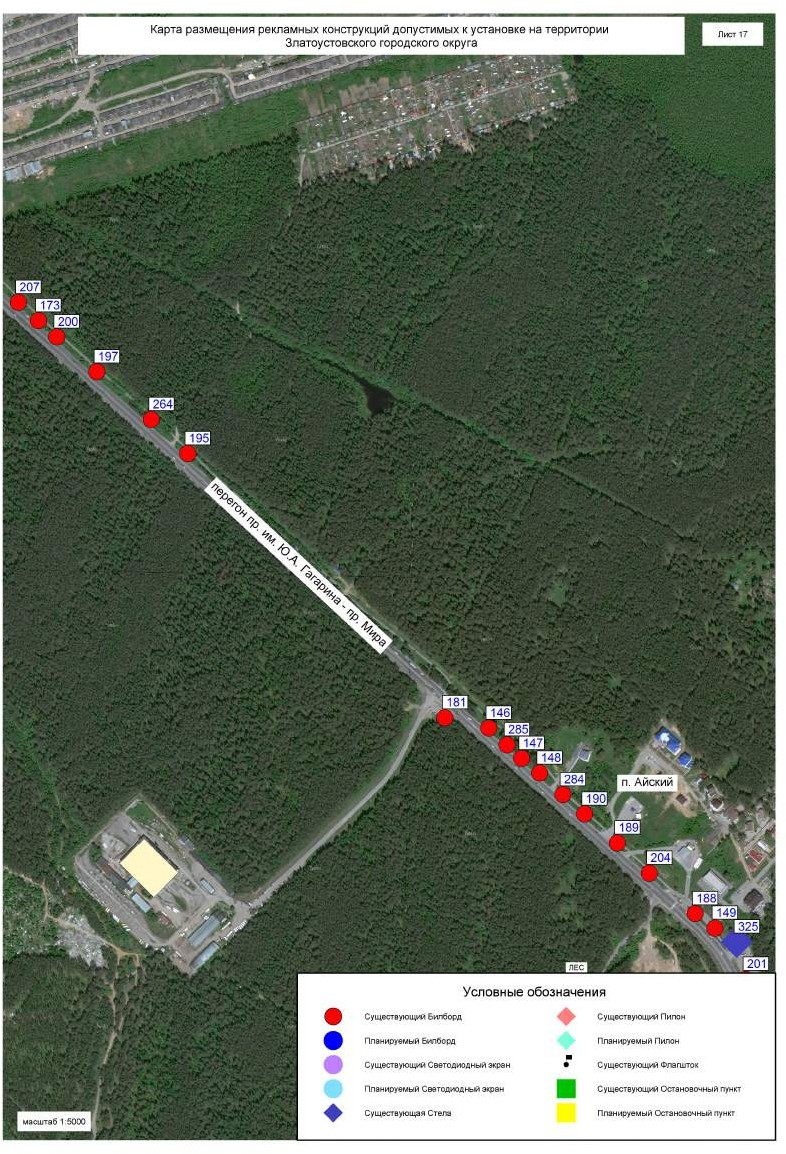 Карта размещения рекламных конструкций допустимых к установке на территории
Златоустовского городского округа
Лист 17
207
173
200
197
264
195
перегон пр. им. Ю.А. Гагарина - пр. Мира
181
146
285
147
148
284
190
п. Айский
189
204
188
149
325
201
ЛЕС
Условные обозначения
Существующий Билборд
Существующий Пилон
Планируемый Билборд
Планируемый Пилон
Существующий Светодиодный экран
Существующий Флагшток
Планируемый Светодиодный экран
Существующий Остановочный пункт
Существующая Стела
Планируемый Остановочный пункт
масштаб 1:5000